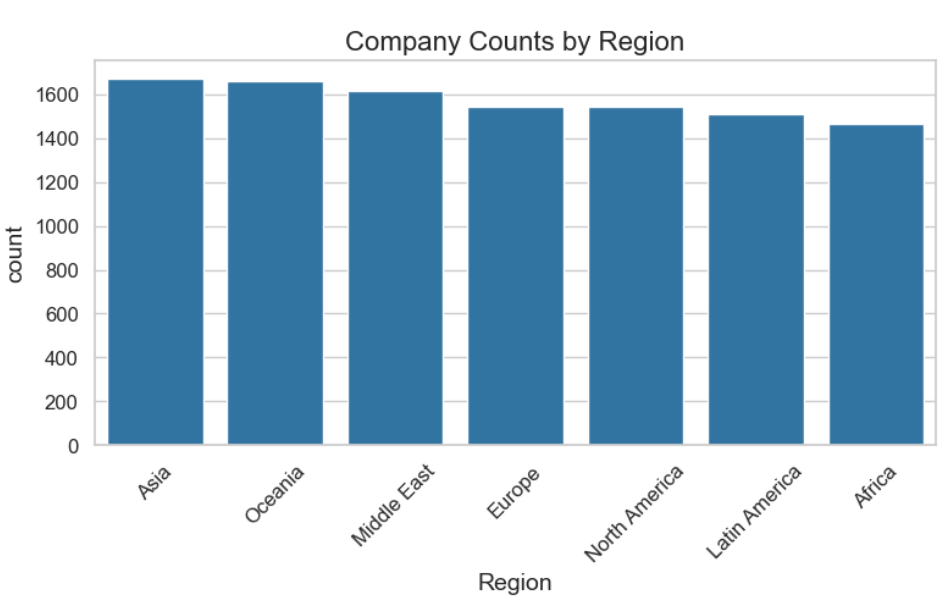 Company Counts by Region
count
1600
1400
1200
1000
800
600
400
200
0
Asia
Oceania
Middle East
Europe
North America
Latin America
Africa
Region